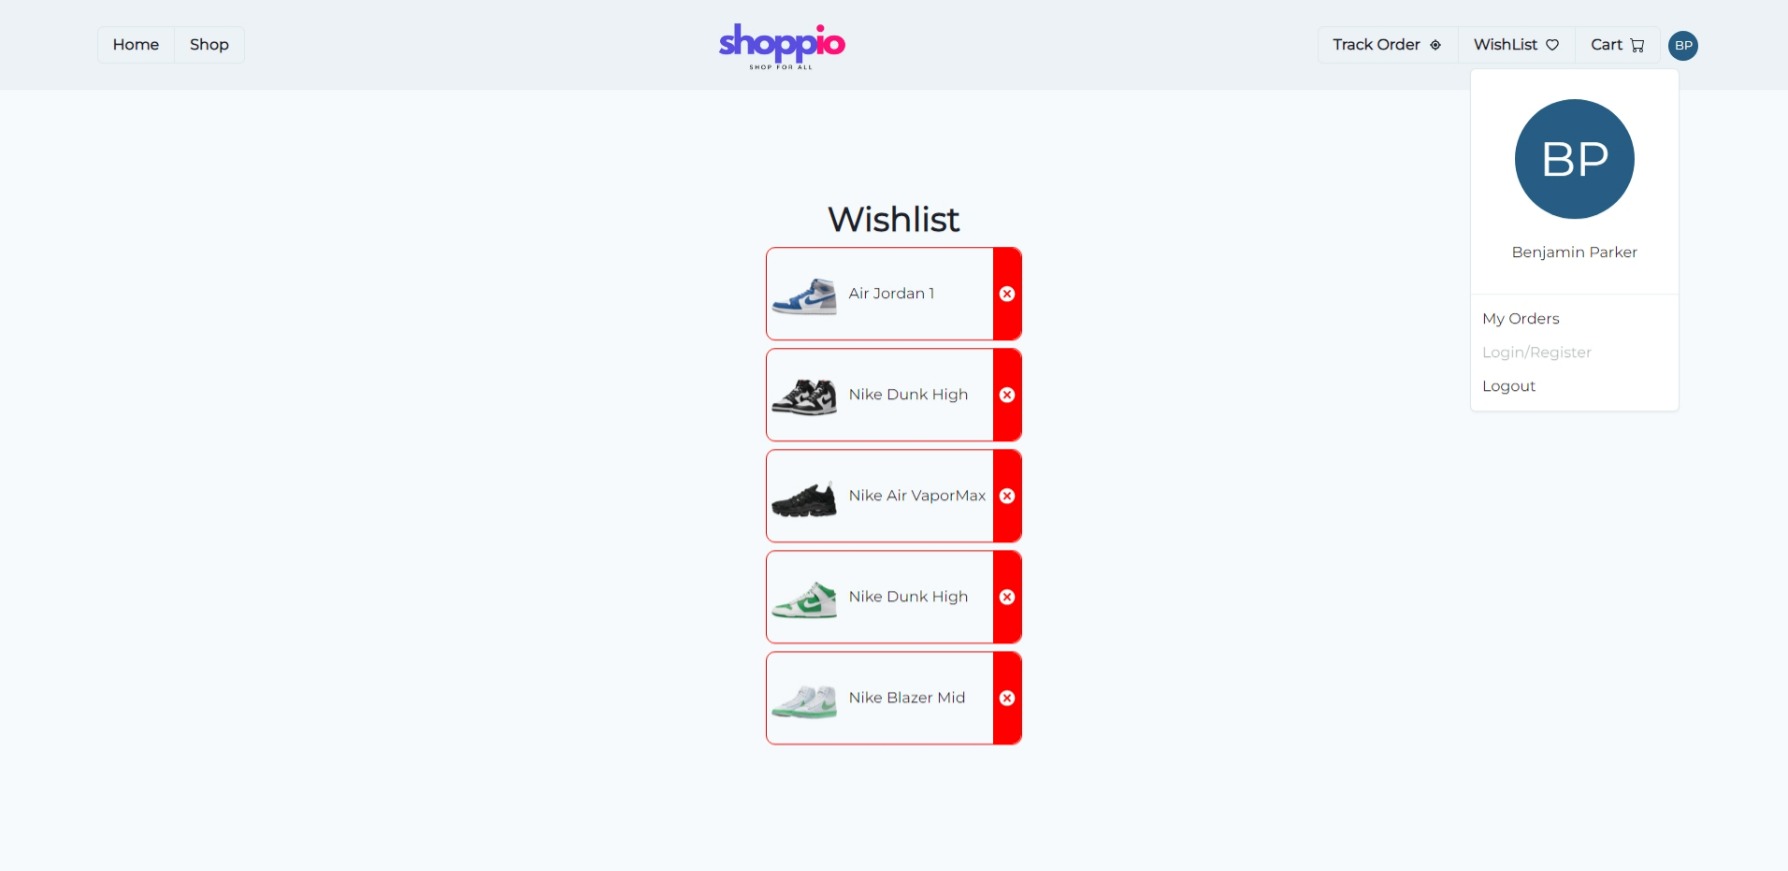 Home
Shop
shoppio
SHOP FOR ALL
Track Order
WishList
Cart
BP
BP
Benjamin Parker
My Orders
Login/Register
Logout
Wishlist
Air Jordan 1
Nike Dunk High
Nike Air VaporMax
Nike Dunk High
Nike Blazer Mid